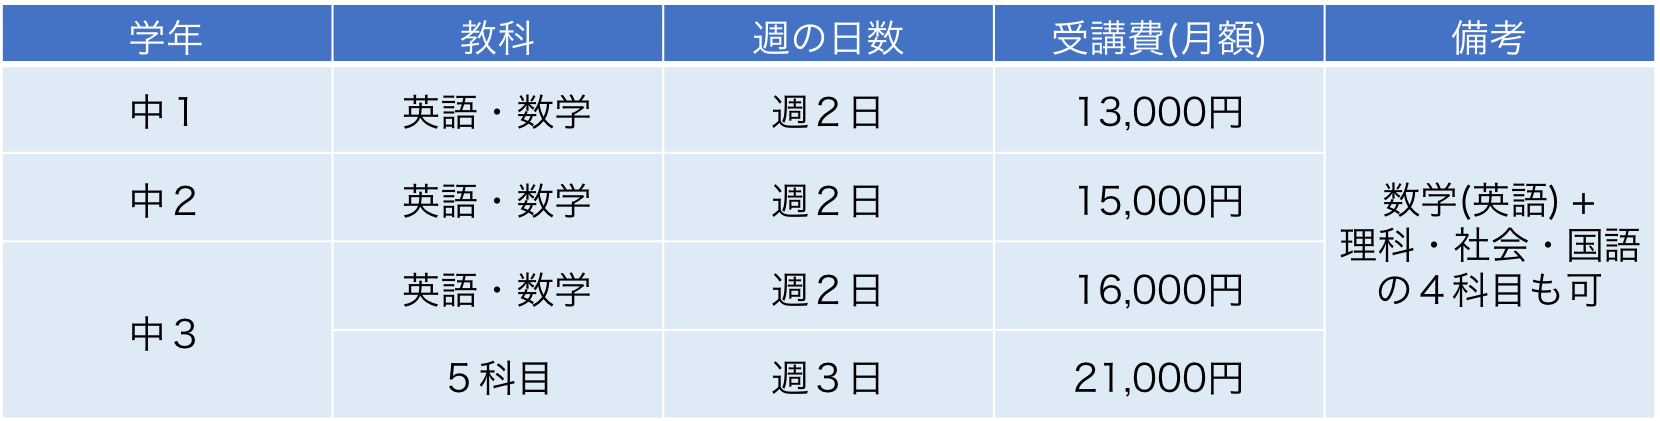 学年 教科 週の日数 受講費(月額) 備考
中１ 英語・数学 週２日 13,000円
中２ 英語・数学 週２日 15,000円
中３ 英語・数学 週２日 16,000円
５科目 週３日 21,000円
数学(英語)＋
理科・社会・国語
の４科目も可